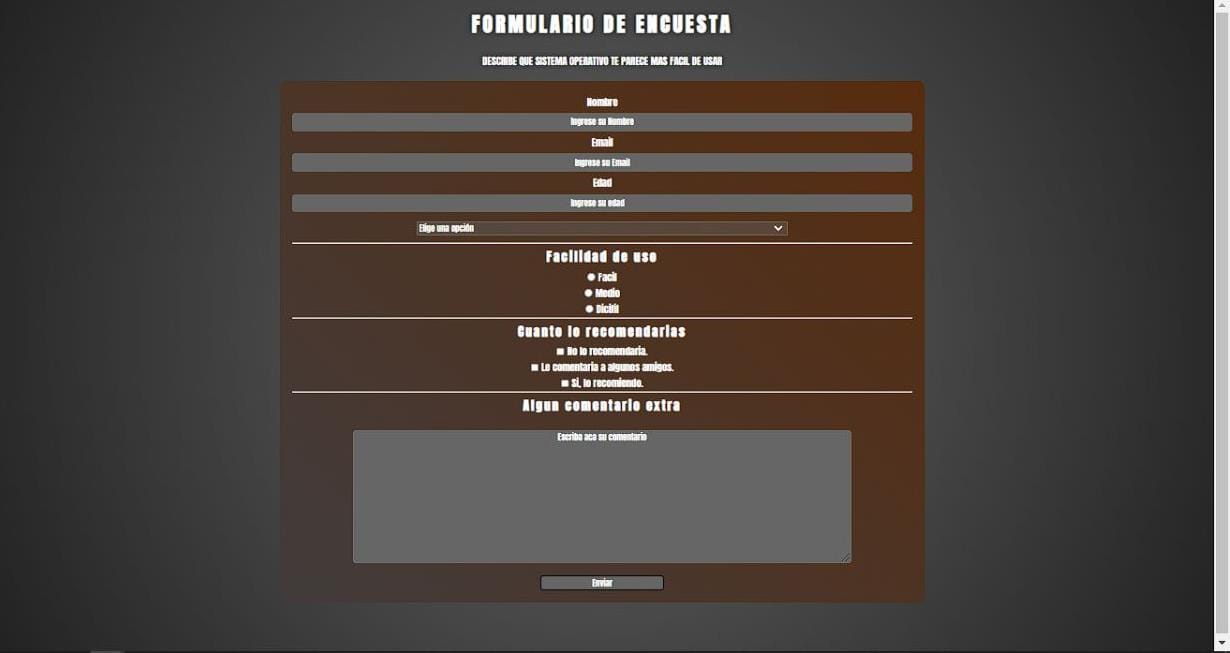 FORMULARIO DE ENCUESTA
DESCRIBE QUE SISTEMA OPERATIVO TE PARECE MAS FACIL DE USAR
Nombre
Ingrese su Nombre
Email
Ingrese su Email
Edad
Ingrese su edad
Elige una opción
Facilidad de uso
Facil
Medio
Dicifil
Cuanto lo recomendarias
No lo recomendaria.
Le comentaria a algunos amigos.
Si, lo recomiendo.
Algun comentario extra
Escriba aca su comentario
Enviar